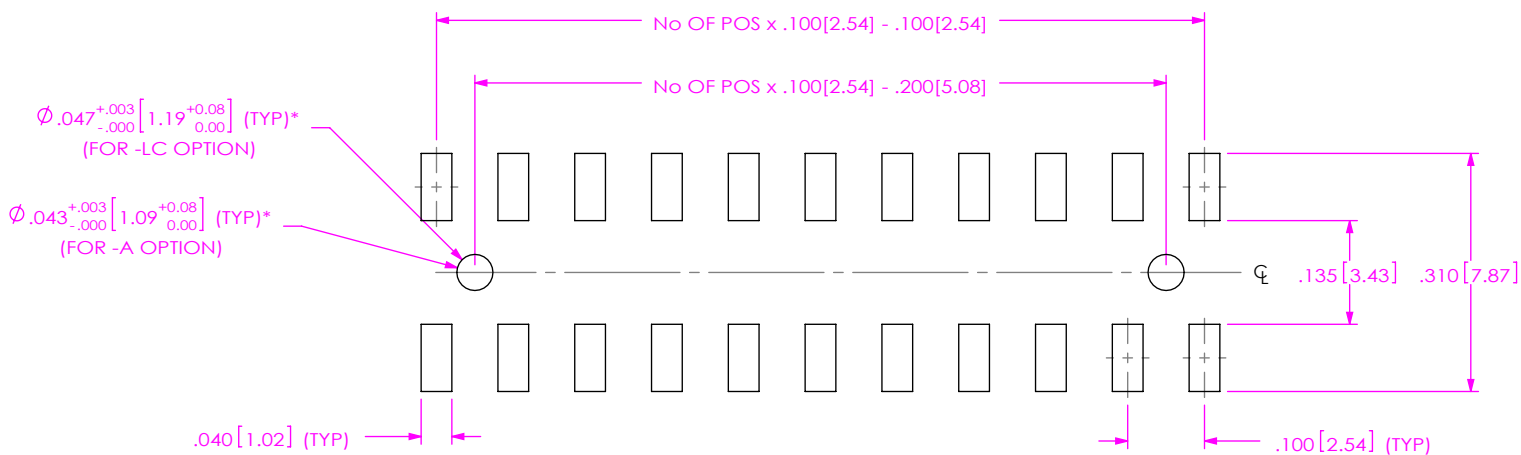 No OF POS x .100[2.54] - .100[2.54]
No OF POS x .100[2.54] - .200[5.08]
Ø.047 +.003 -.000 [1.19 +0.08 0.00] (TYP)*
(FOR -LC OPTION)
Ø.043 +.003 -.000 [1.09 +0.08 0.00] (TYP)*
(FOR -A OPTION)
℄ .135[3.43] .310[7.87]
.040[1.02] (TYP)
.100[2.54] (TYP)